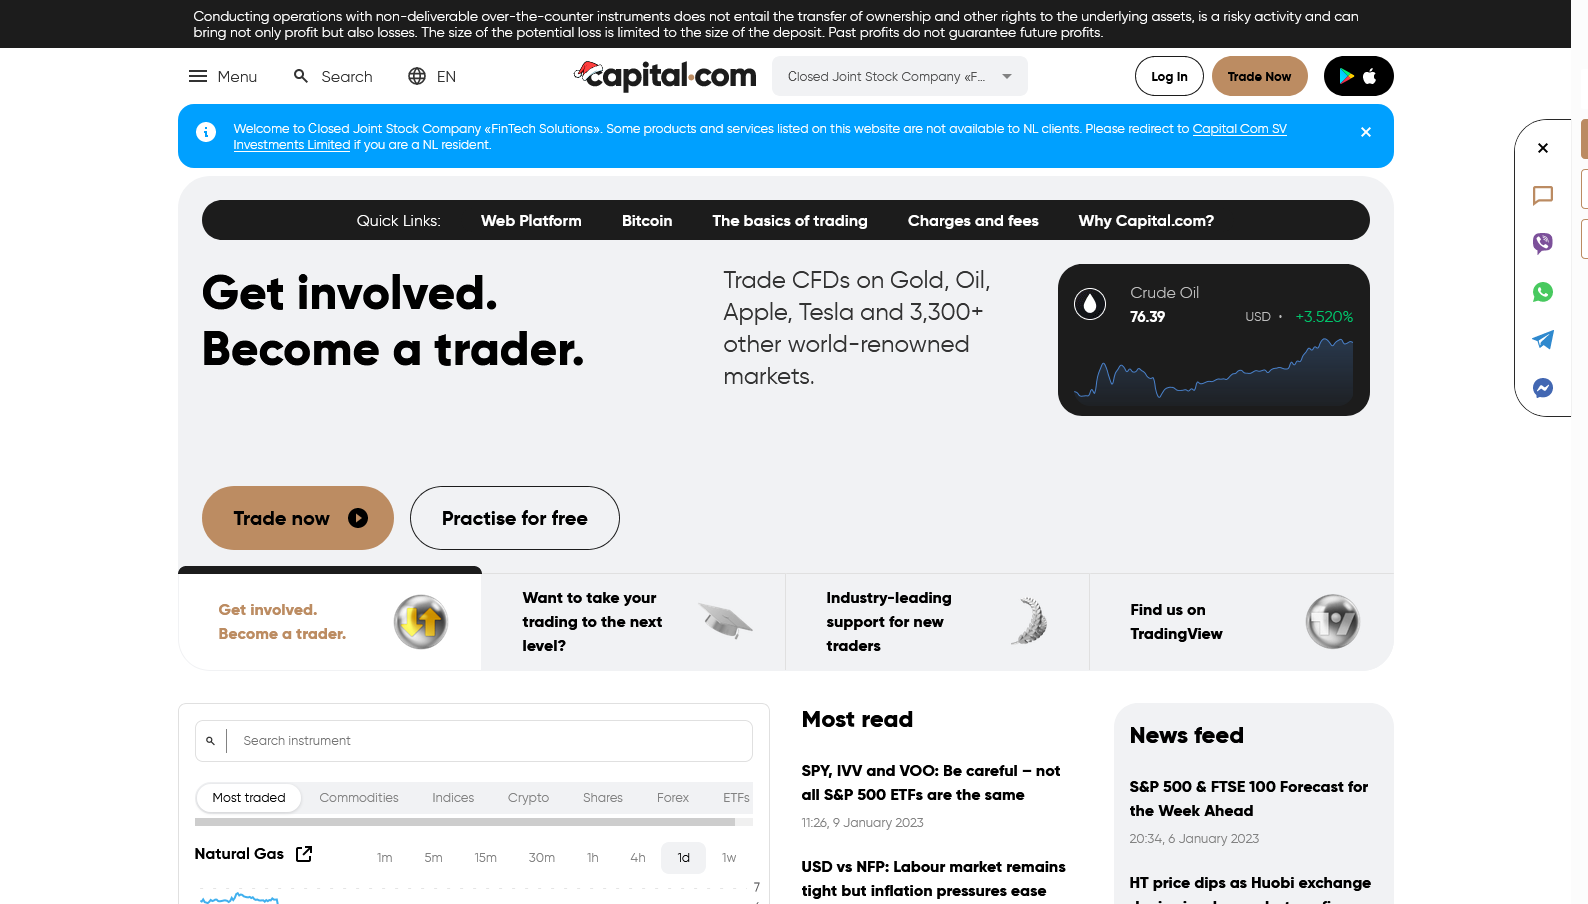 Conducting operations with non-deliverable over-the-counter instruments does not entail the transfer of ownership and other rights to the underlying assets, is a risky activity and can
bring not only profit but also losses. The size of the potential loss is limited to the size of the deposit. Past profits do not guarantee future profits.
Menu
Search
EN
capital.com
Closed Joint Stock Company «F...
Log In
Trade Now
Welcome to Closed Joint Stock Company «FinTech Solutions». Some products and services listed on this website are not available to NL clients. Please redirect to Capital Com SV
Investments Limited if you are a NL resident.
Quick Links:
Web Platform
Bitcoin
The basics of trading
Charges and fees
Why Capital.com?
Get involved.
Become a trader.
Trade CFDs on Gold, Oil,
Apple, Tesla and 3,300+
other world-renowned
markets.
Crude Oil
76.39
USD • +3.520%
Trade now
Practise for free
Get involved.
Become a trader.
Want to take your
trading to the next
level?
Industry-leading
support for new
traders
Find us on
TradingView
Search instrument
Most traded
Commodities
Indices
Crypto
Shares
Forex
ETFs
Natural Gas
1m
5m
15m
30m
1h
4h
1d
1w
7
Most read
SPY, IVV and VOO: Be careful – not
all S&P 500 ETFs are the same
11:26, 9 January 2023
USD vs NFP: Labour market remains
tight but inflation pressures ease
News feed
S&P 500 & FTSE 100 Forecast for
the Week Ahead
20:34, 6 January 2023
HT price dips as Huobi exchange